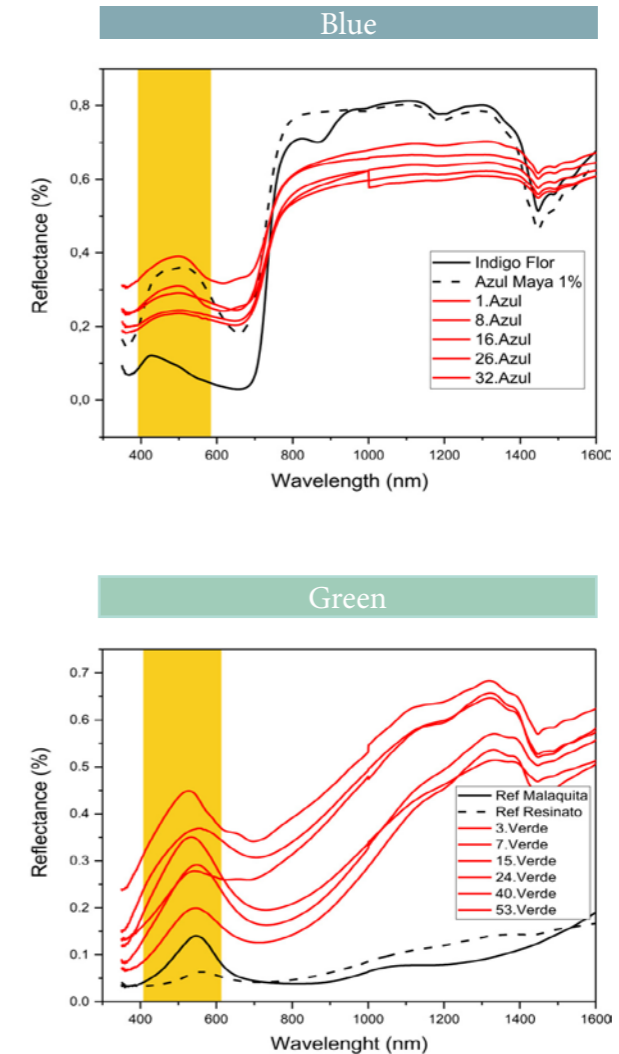 Blue
0,8
0,6
0,4
0,2
0,0
Reflectance (%)
Indigo Flor
Azul Maya 1%
1.Azul
8.Azul
16.Azul
26.Azul
32.Azul
400 600 800 1000 1200 1400 1600
Wavelength (nm)
Green
0.7
0.6
0.5
0.4
0.3
0.2
0.1
0.0
Reflectance (%)
Ref Malaquita
Ref Resinato
3.Verde
7.Verde
15.Verde
24.Verde
40.Verde
53.Verde
400 600 800 1000 1200 1400 1600
Wavelenght (nm)